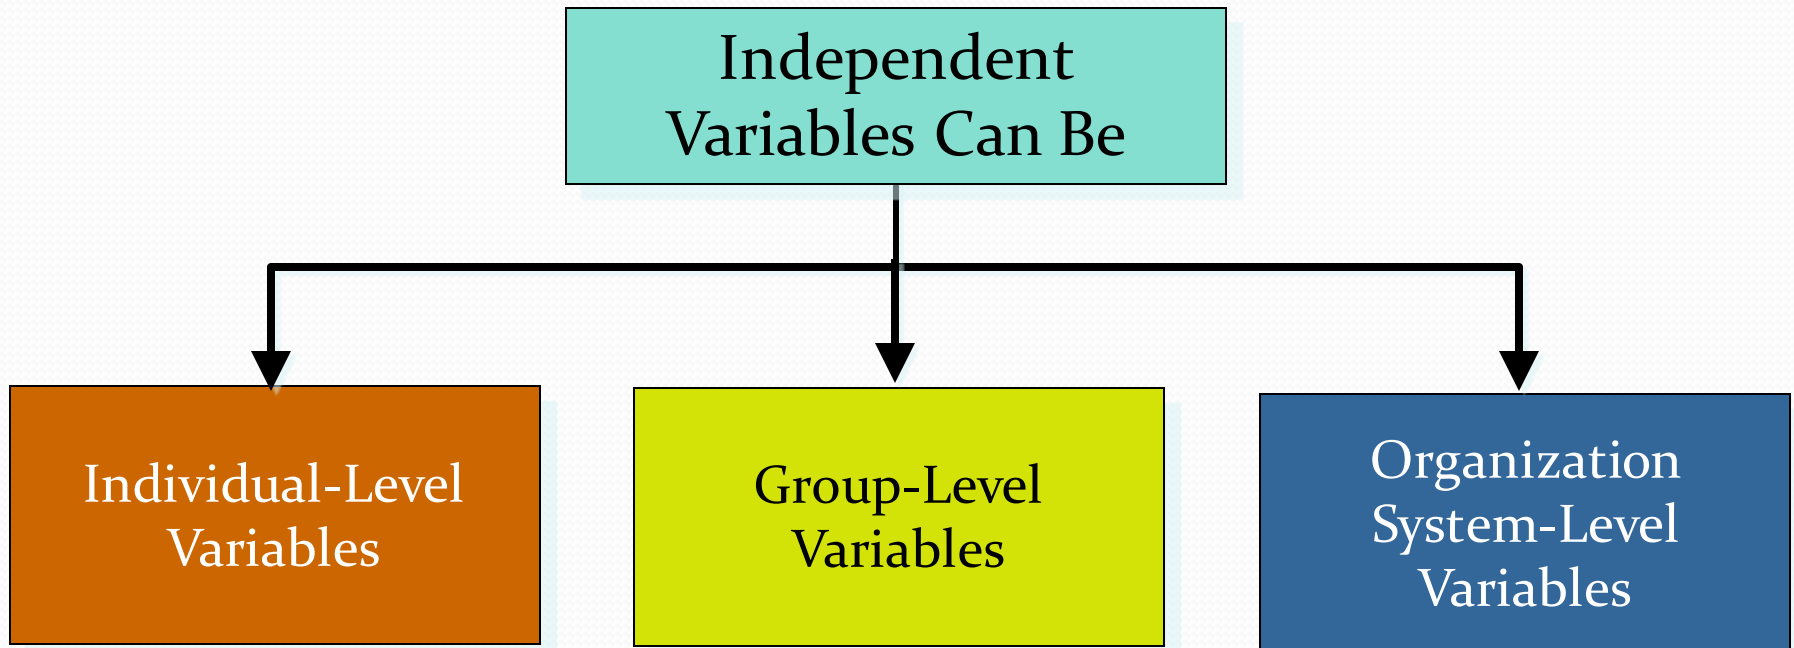 Independent
Variables Can Be
Individual-Level
Variables
Group-Level
Variables
Organization
System-Level
Variables